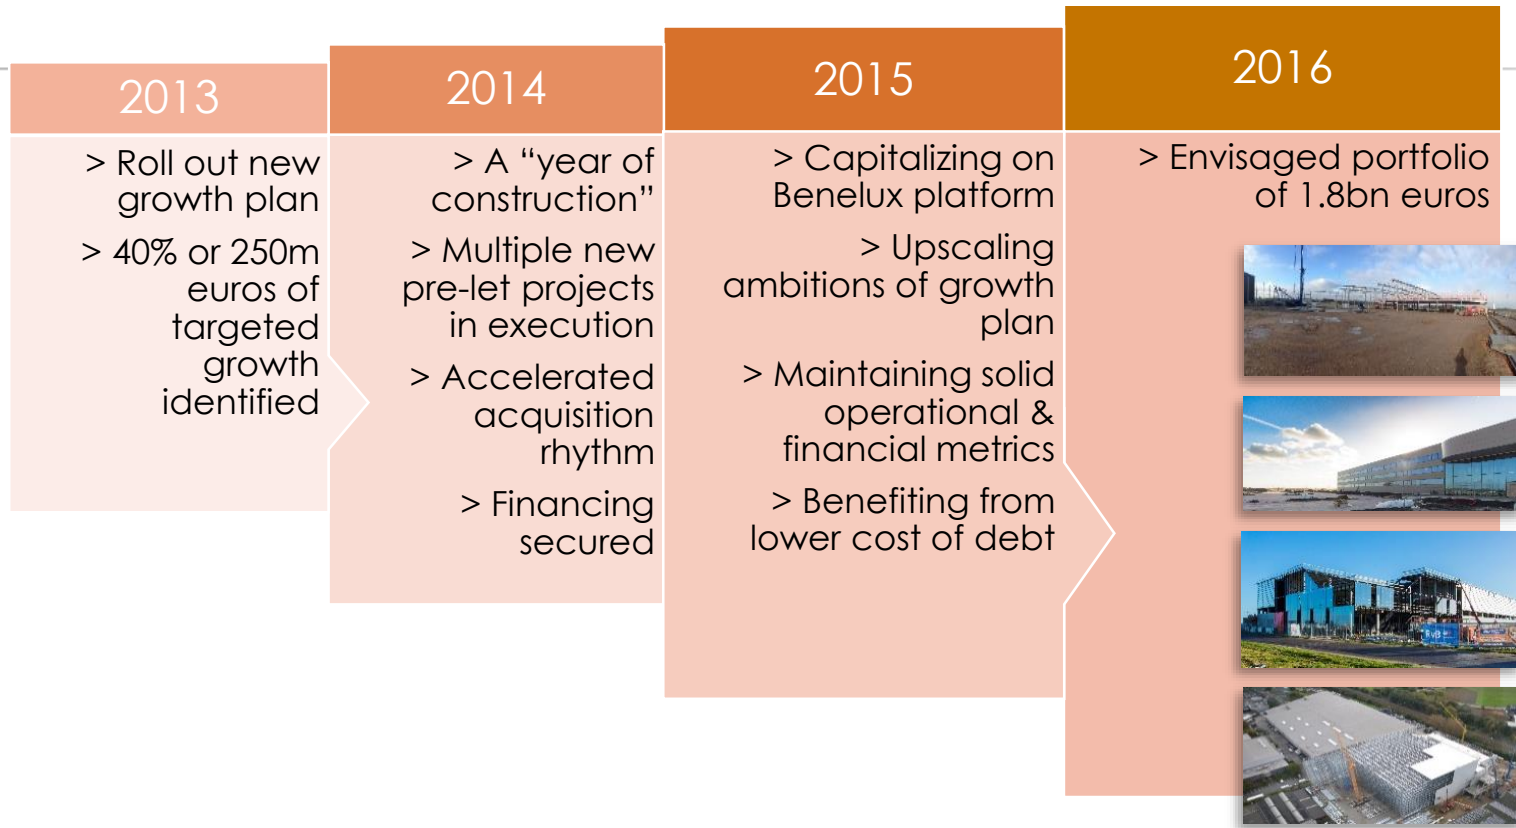 2013
> Roll out new
growth plan
> 40% or 250m
euros of
targeted
growth
identified
2014
> A “year of
construction”
> Multiple new
pre-let projects
in execution
> Accelerated
acquisition
rhythm
> Financing
secured
2015
> Capitalizing on
Benelux platform
> Upscaling
ambitions of growth
plan
> Maintaining solid
operational &
financial metrics
> Benefiting from
lower cost of debt
2016
> Envisaged portfolio
of 1.8bn euros